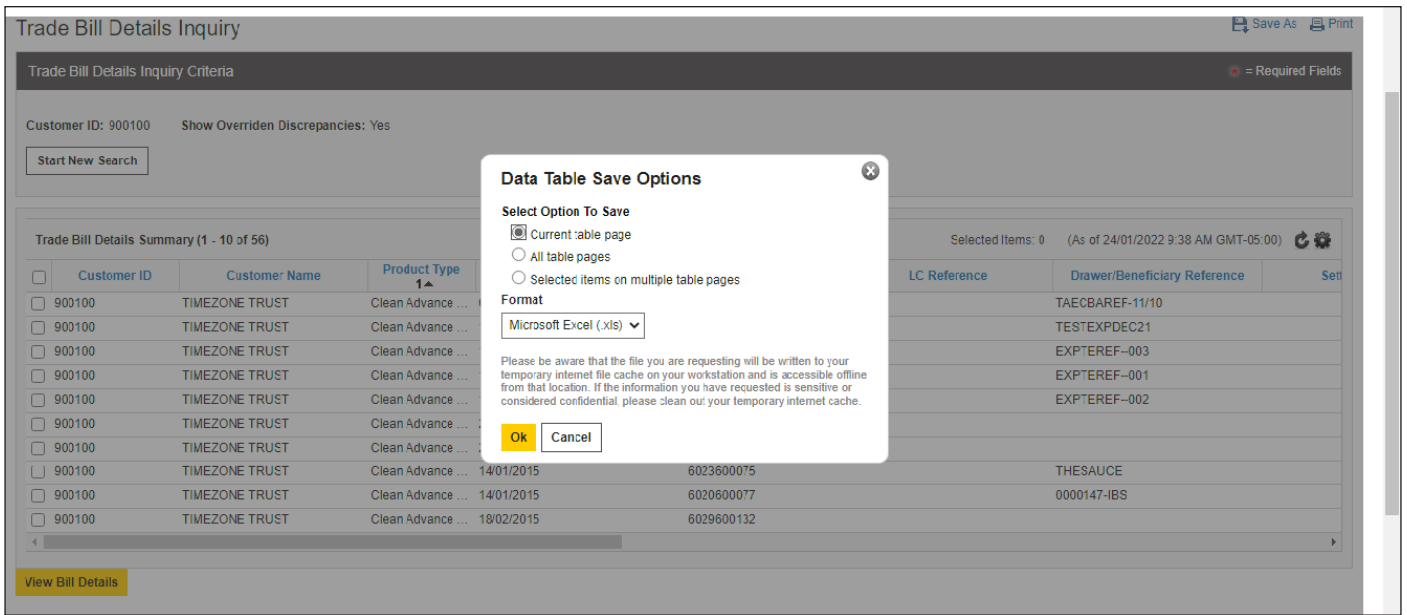 Trade Bill Details Inquiry
Save As Print
Trade Bill Details Inquiry Criteria
= Required Fields
Customer ID: 900100 Show Overriden Discrepancies: Yes
Start New Search
Data Table Save Options
Select Option To Save
Current table page
All table pages
Selected items on multiple table pages
Format
Microsoft Excel (.xls)
Please be aware that the file you are requesting will be written to your
temporary internet file cache on your workstation and is accessible offline
from that location. If the information you have requested is sensitive or
considered confidential, please clean out your temporary internet cache.
Ok Cancel
Trade Bill Details Summary (1 - 10 of 56) Selected Items: 0 (As of 24/01/2022 9:38 AM GMT-05:00)
Customer ID Customer Name Product Type 1 LC Reference Drawer/Beneficiary Reference Sett
900100 TIMEZONE TRUST Clean Advance ... TAECBAREF-11/10
900100 TIMEZONE TRUST Clean Advance ... TESTEXPDEC21
900100 TIMEZONE TRUST Clean Advance ... EXPTEREF--003
900100 TIMEZONE TRUST Clean Advance ... EXPTEREF--001
900100 TIMEZONE TRUST Clean Advance ... EXPTEREF--002
900100 TIMEZONE TRUST Clean Advance ...
900100 TIMEZONE TRUST Clean Advance ...
900100 TIMEZONE TRUST Clean Advance ... 14/01/2015 6023600075 THESAUCE
900100 TIMEZONE TRUST Clean Advance ... 14/01/2015 6020600077 0000147-IBS
900100 TIMEZONE TRUST Clean Advance ... 18/02/2015 6029600132
View Bill Details